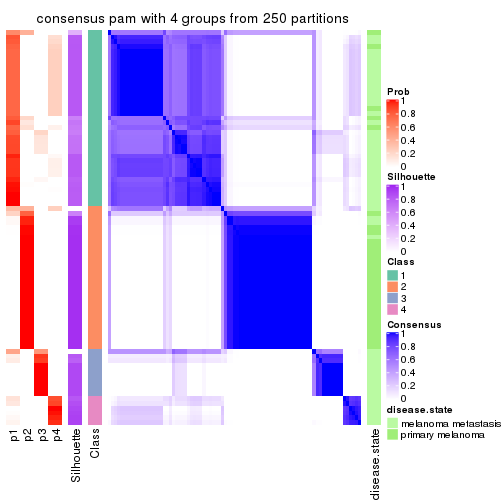 consensus pam with 4 groups from 250 partitions
Prob
1
0.8
0.6
0.4
0.2
0
Silhouette
1
0.8
0.6
0.4
0.2
0
Class
1
2
3
4
Consensus
1
0.8
0.6
0.4
0.2
0
disease.state
melanoma metastasis
primary melanoma
p1
p2
p3
p4
Silhouette
Class
disease.state